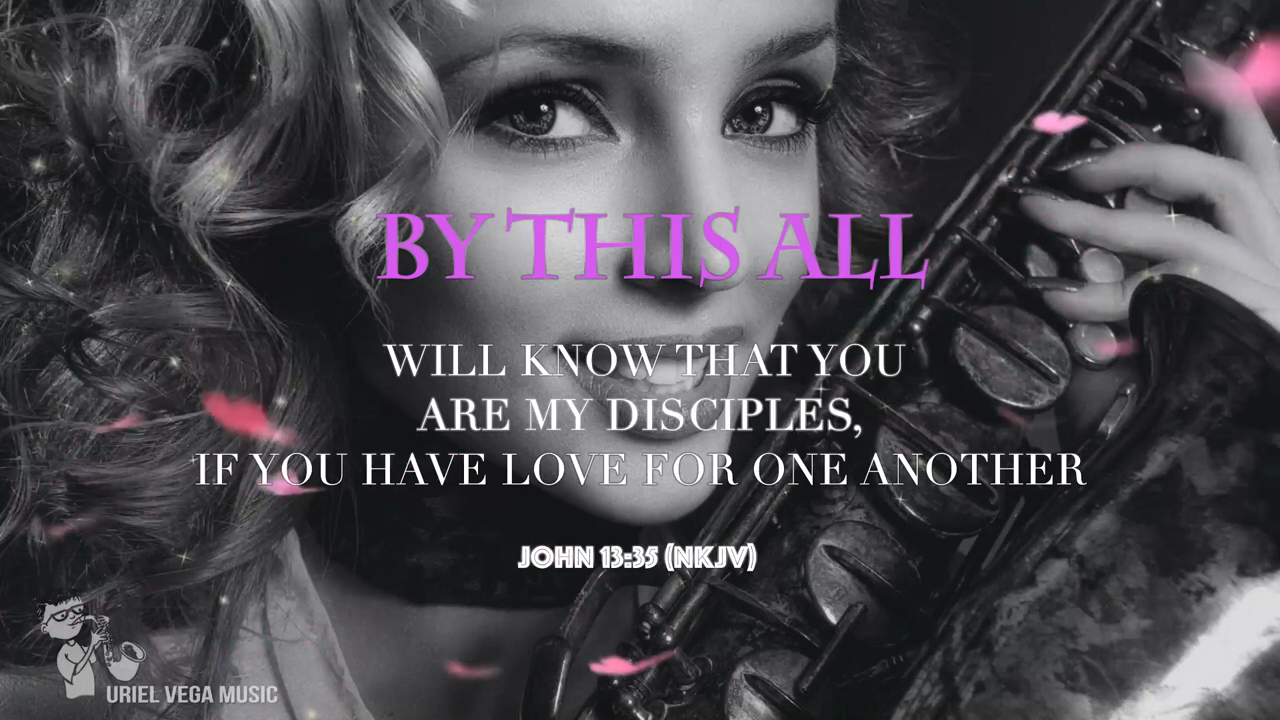 BY THIS ALL
WILL KNOW THAT YOU
ARE MY DISCIPLES,
IF YOU HAVE LOVE FOR ONE ANOTHER
JOHN 13:35 (NKJV)
URIEL VEGA MUSIC